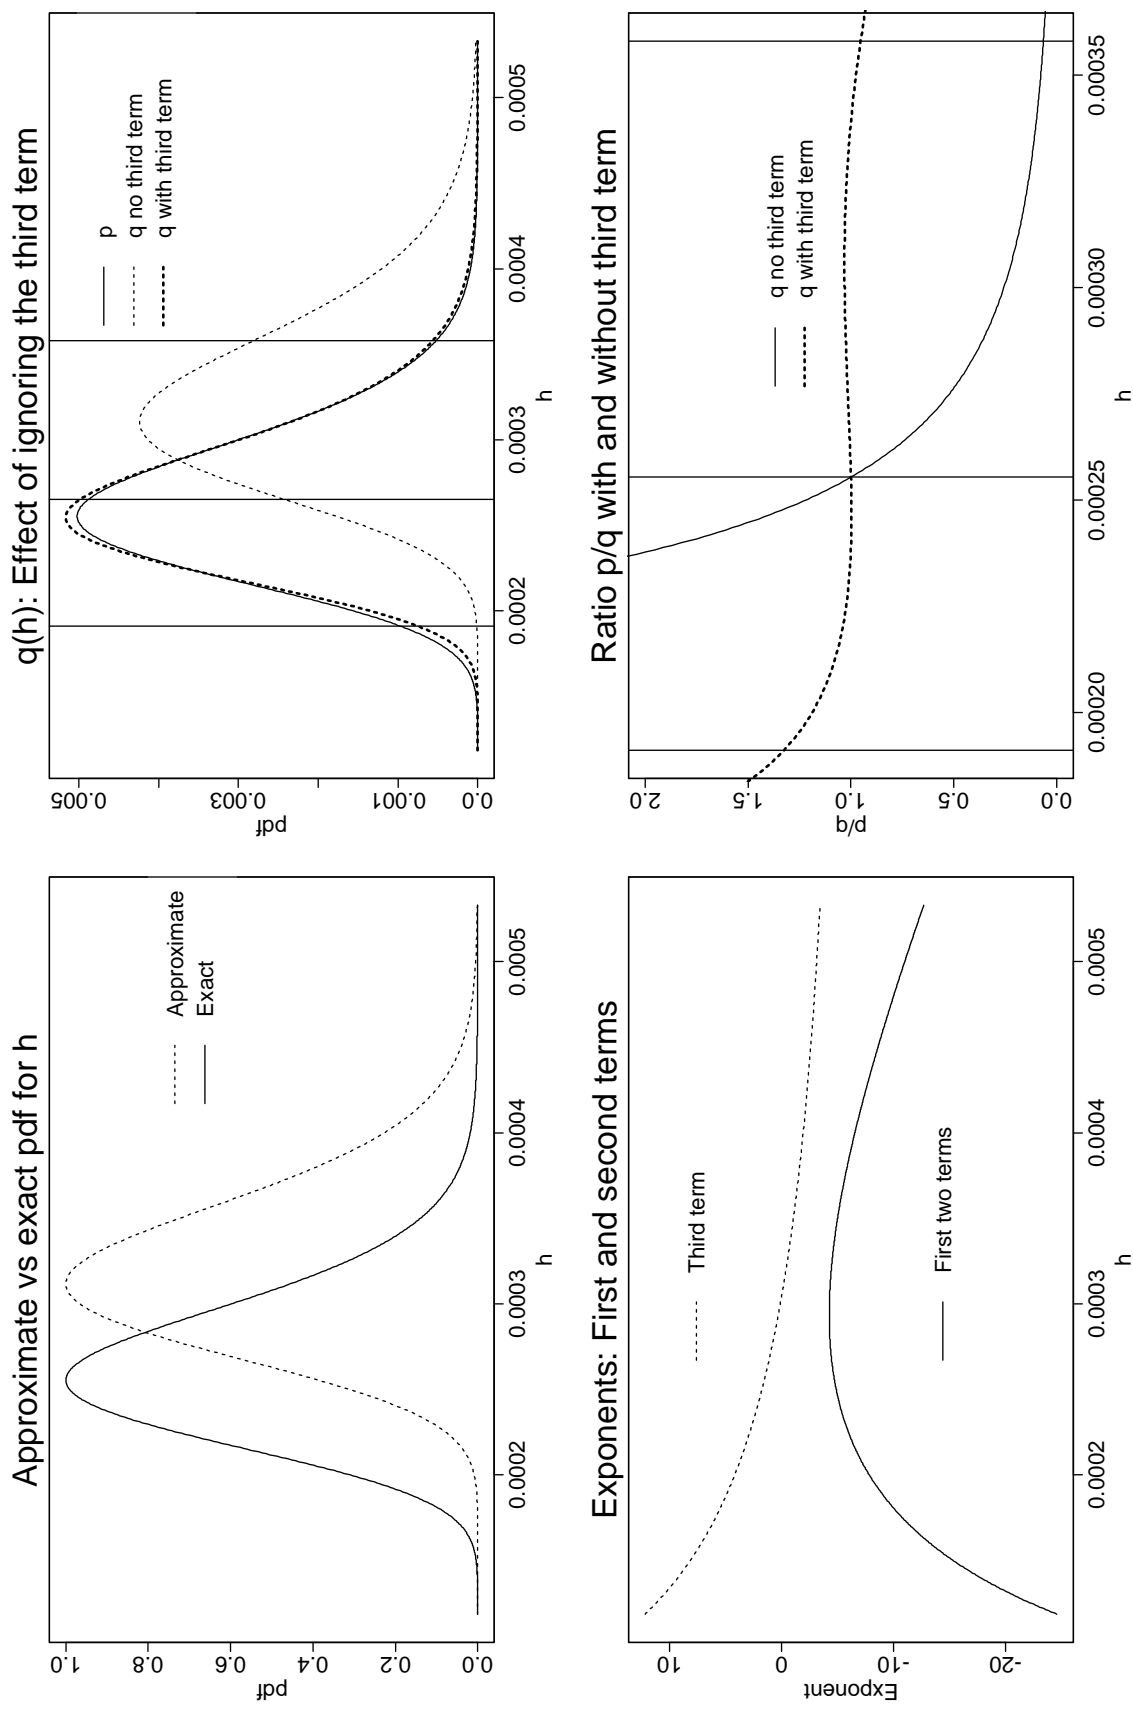 Approximate vs exact pdf for h
pdf
0.0 0.2 0.4 0.6 0.8 1.0
Approximate
Exact
0.0002 0.0003 0.0004 0.0005
h
q(h): Effect of ignoring the third term
pdf
0.0 0.001 0.003 0.005
p
q no third term
q with third term
0.0002 0.0003 0.0004 0.0005
h
Exponents: First and second terms
Exponent
-20 -10 0 10
Third term
First two terms
0.0002 0.0003 0.0004 0.0005
h
Ratio p/q with and without third term
p/q
0.0 0.5 1.0 1.5 2.0
q no third term
q with third term
0.00020 0.00025 0.00030 0.00035
h